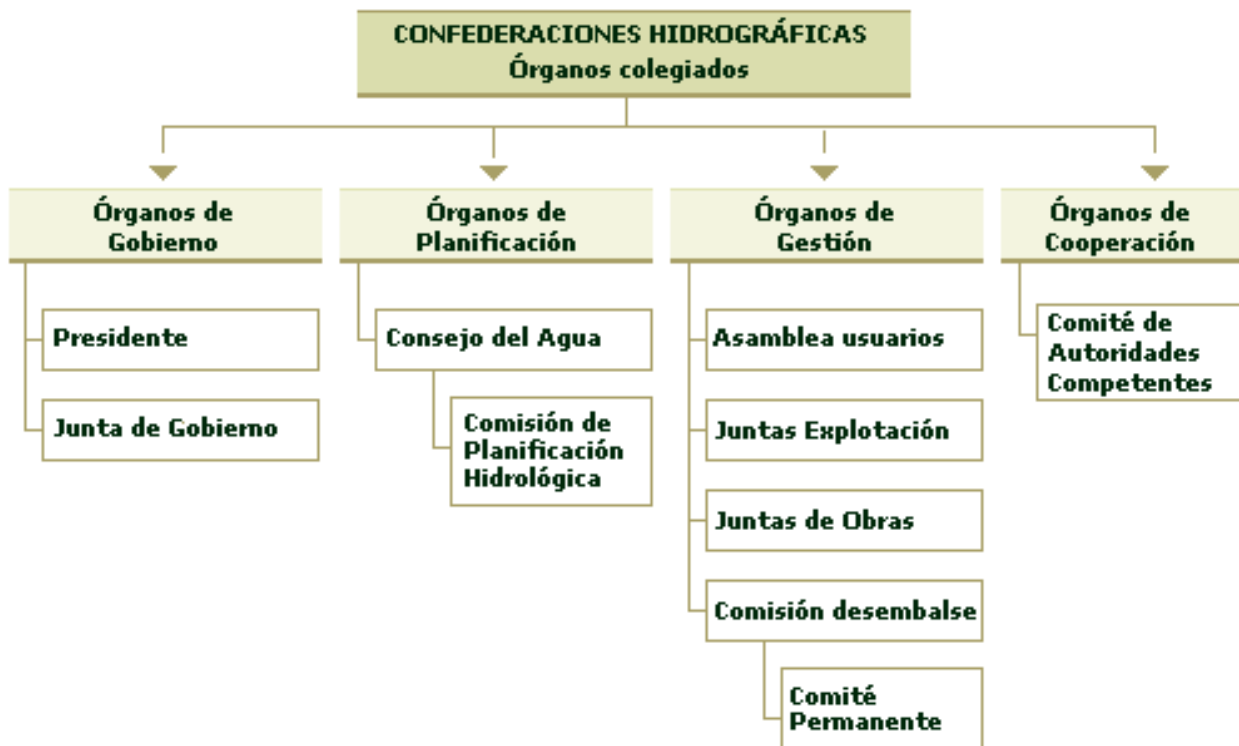 CONFEDERACIONES HIDROGRÁFICAS
Órganos colegiados
Órganos de
Gobierno
Presidente
Junta de Gobierno
Órganos de
Planificación
Consejo del Agua
Comisión de
Planificación
Hidrológica
Órganos de
Gestión
Asamblea usuarios
Juntas Explotación
Juntas de Obras
Comisión desembalse
Comité
Permanente
Órganos de
Cooperación
Comité de
Autoridades
Competentes